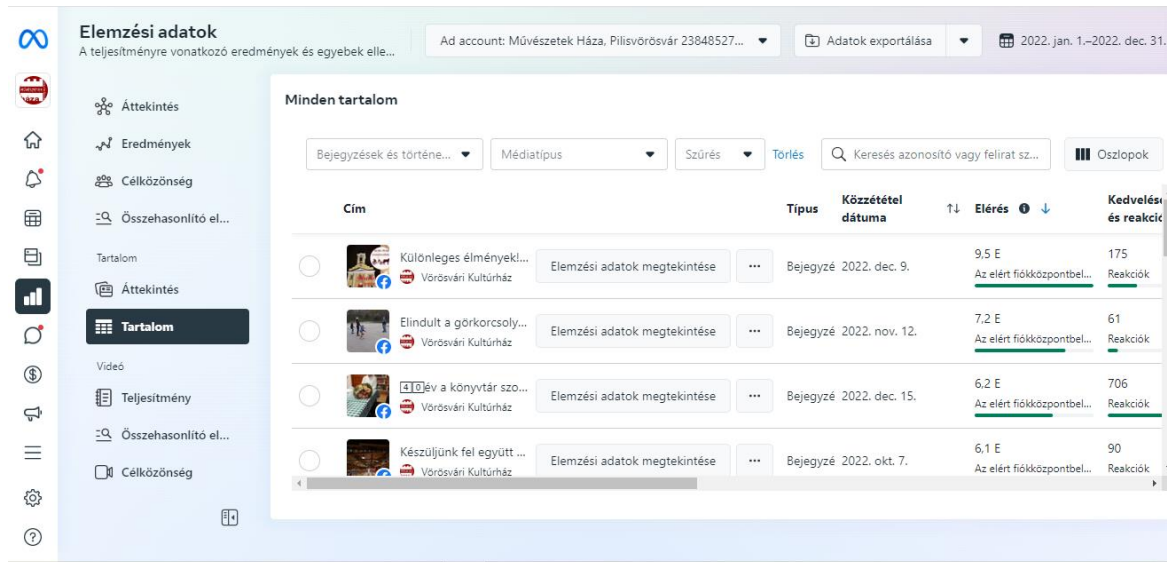 Elemzési adatok
A teljesítményre vonatkozó eredmények és egyebek elle...
Ad account: Művészetek Háza, Pilisvörösvár 23848527...
Adatok exportálása
2022. jan. 1.–2022. dec. 31.
Áttekintés
Eredmények
Célközönség
Összehasonlító el...
Tartalom
Áttekintés
Tartalom
Videó
Teljesítmény
Összehasonlító el...
Célközönség
Minden tartalom
Bejegyzések és történe...
Médiatípus
Szűrés
Törlés
Keresés azonosító vagy felirat sz...
Oszlopok
Cím
Típus
Közzététel
dátuma
Elérés
Kedvelése
és reakció
Különleges élmények!...
Vörösvári Kultúrház
Elemzési adatok megtekintése
...
Bejegyzé
2022. dec. 9.
9,5 E
Az elért fiókközpontbel...
175
Reakciók
Elindult a görkorcsoly...
Vörösvári Kultúrház
Elemzési adatok megtekintése
...
Bejegyzé
2022. nov. 12.
7,2 E
Az elért fiókközpontbel...
61
Reakciók
40év a könyvtár szo...
Vörösvári Kultúrház
Elemzési adatok megtekintése
...
Bejegyzé
2022. dec. 15.
6,2 E
Az elért fiókközpontbel...
706
Reakciók
Készüljünk fel együtt ...
Vörösvári Kultúrház
Elemzési adatok megtekintése
...
Bejegyzé
2022. okt. 7.
6,1 E
Az elért fiókközpontbel...
90
Reakciók